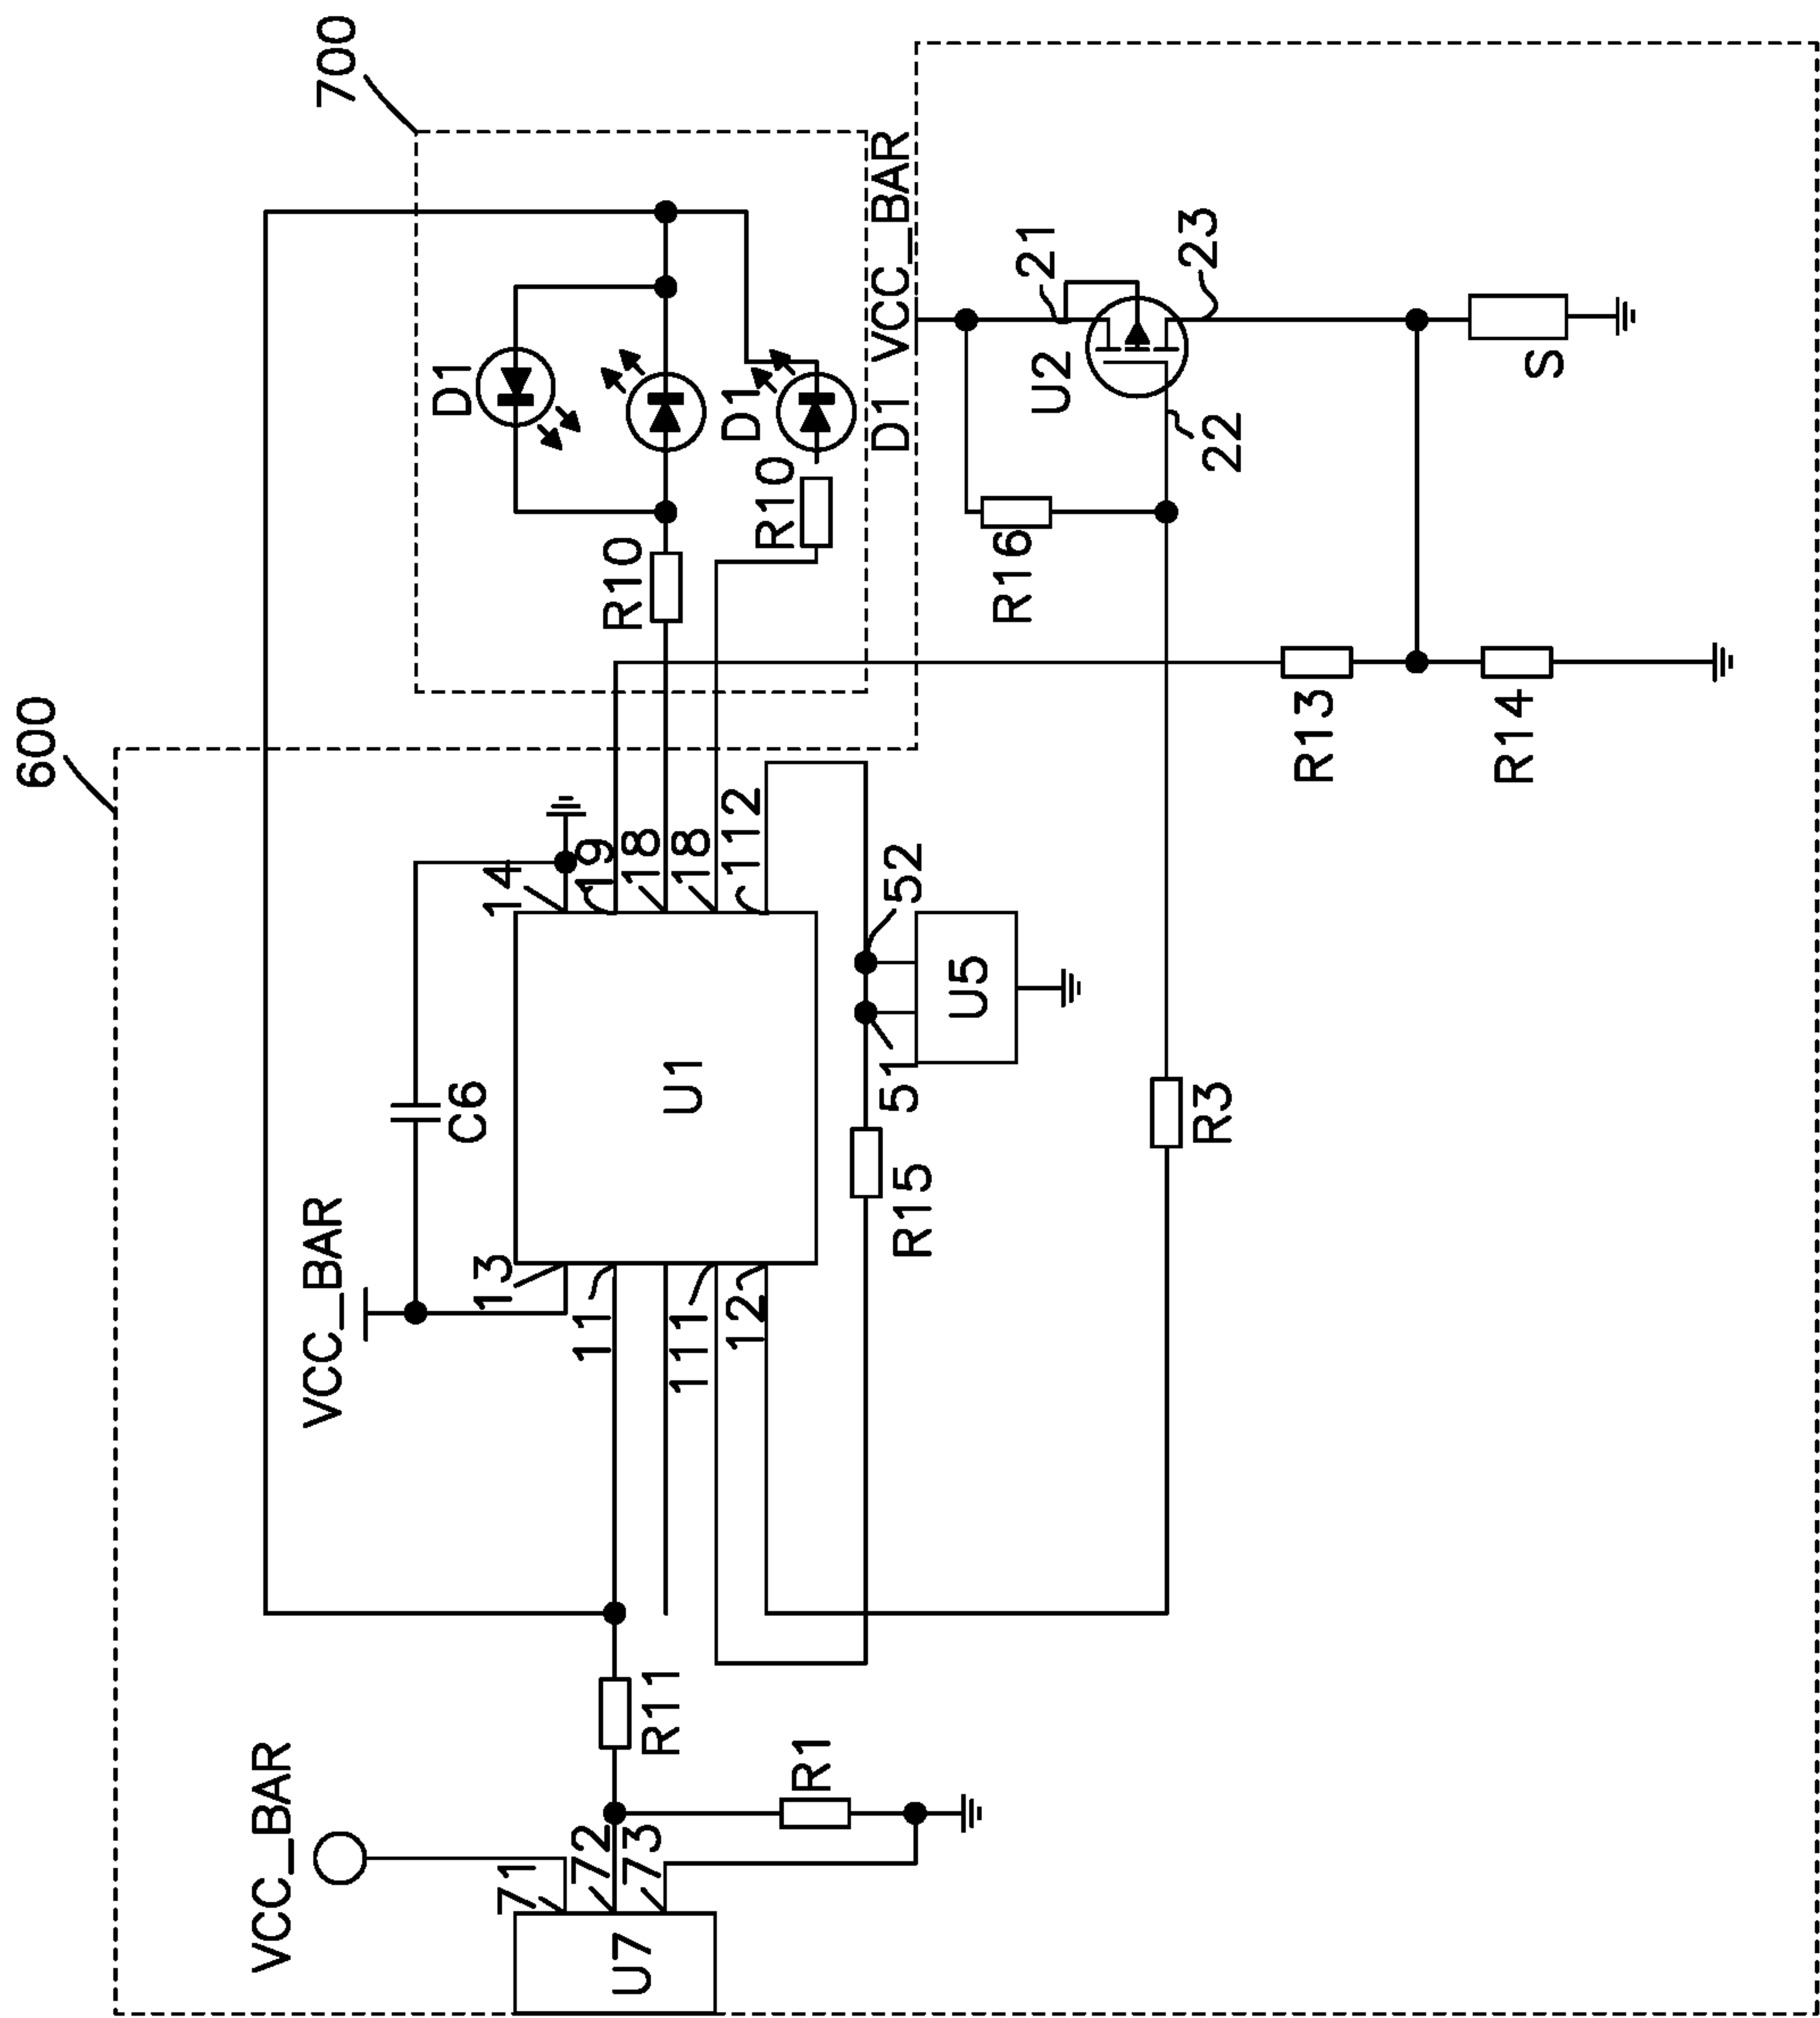 600
700
VCC_BAR
U7
71
72
73
R11
R1
VCC_BAR
C6
13
11
111
12
U1
14
19
18
18
112
R15
51
52
U5
R3
D1
D1
D1
R10
R10
VCC_BAR
21
U2
22
23
R16
R13
R14
S